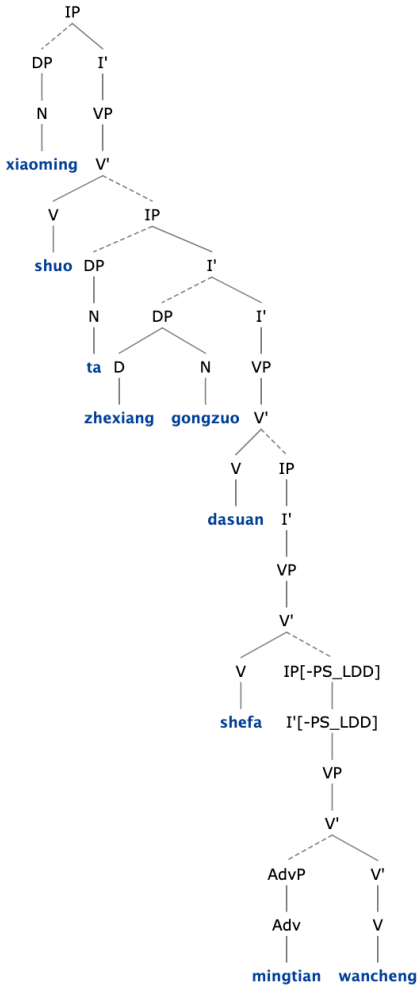 IP
DP I'
N VP
xiaoming V'
V IP
shuo DP I'
N DP I'
ta D N VP
zhexiang gongzuo V'
V IP
dasuan I'
VP
V'
V IP[-PS_LDD]
shefa I'[-PS_LDD]
VP
V'
AdvP V'
Adv V
mingtian wancheng